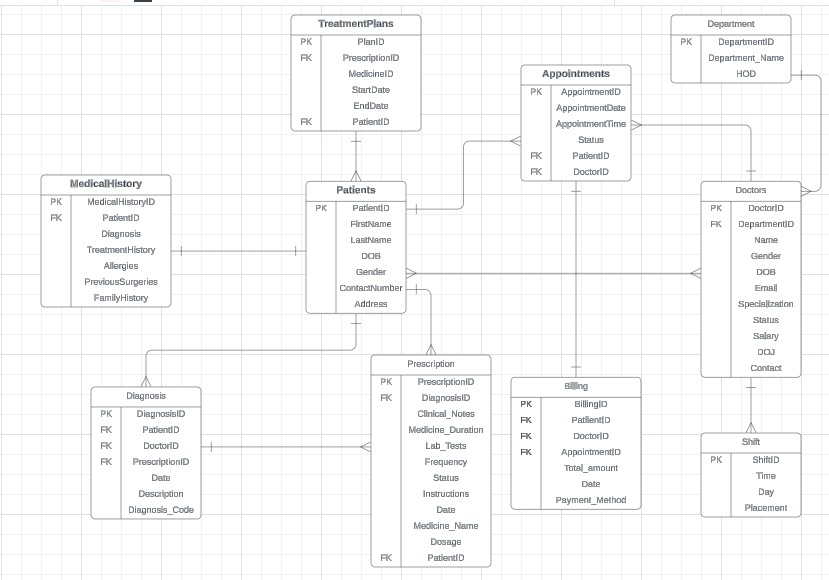 TreatmentPlans
PK PlanID
FK PrescriptionID
MedicineID
StartDate
EndDate
FK PatientID
Department
PK DepartmentID
Department_Name
HOD
Appointments
PK AppointmentID
AppointmentDate
AppointmentTime
Status
FK PatientID
FK DoctorID
MedicalHistory
PK MedicalHistoryID
FK PatientID
Diagnosis
TreatmentHistory
Allergies
PreviousSurgeries
FamilyHistory
Patients
PK PatientID
FirstName
LastName
DOB
Gender
ContactNumber
Address
Doctors
PK DoctorID
FK DepartmentID
Name
Gender
DOB
Email
Specialization
Status
Salary
DOJ
Contact
Diagnosis
PK DiagnosisID
FK PatientID
FK DoctorID
FK PrescriptionID
Date
Description
Diagnosis_Code
Prescription
PK PrescriptionID
FK DiagnosisID
Clinical_Notes
Medicine_Duration
Lab_Tests
Frequency
Status
Instructions
Date
Medicine_Name
Dosage
FK PatientID
Billing
PK BillingID
FK PatientID
FK DoctorID
FK AppointmentID
Total_amount
Date
Payment_Method
Shift
PK ShiftID
Time
Day
Placement